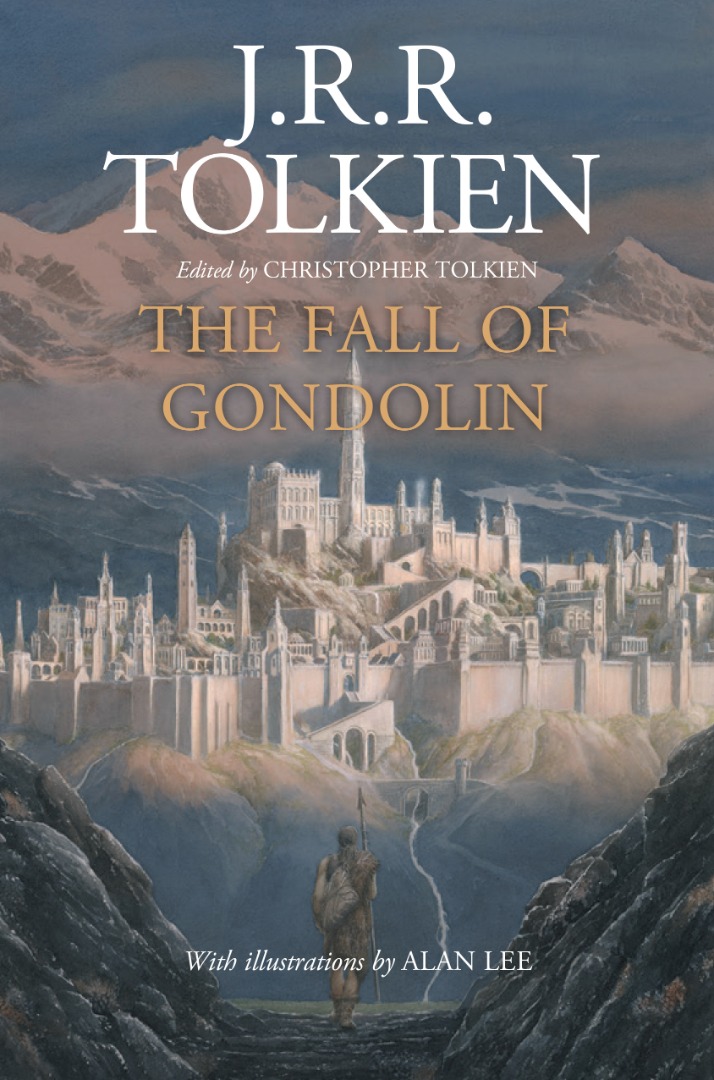 J.R.R.
TOLKIEN
Edited by CHRISTOPHER TOLKIEN
THE FALL OF
GONDOLIN
With illustrations by ALAN LEE